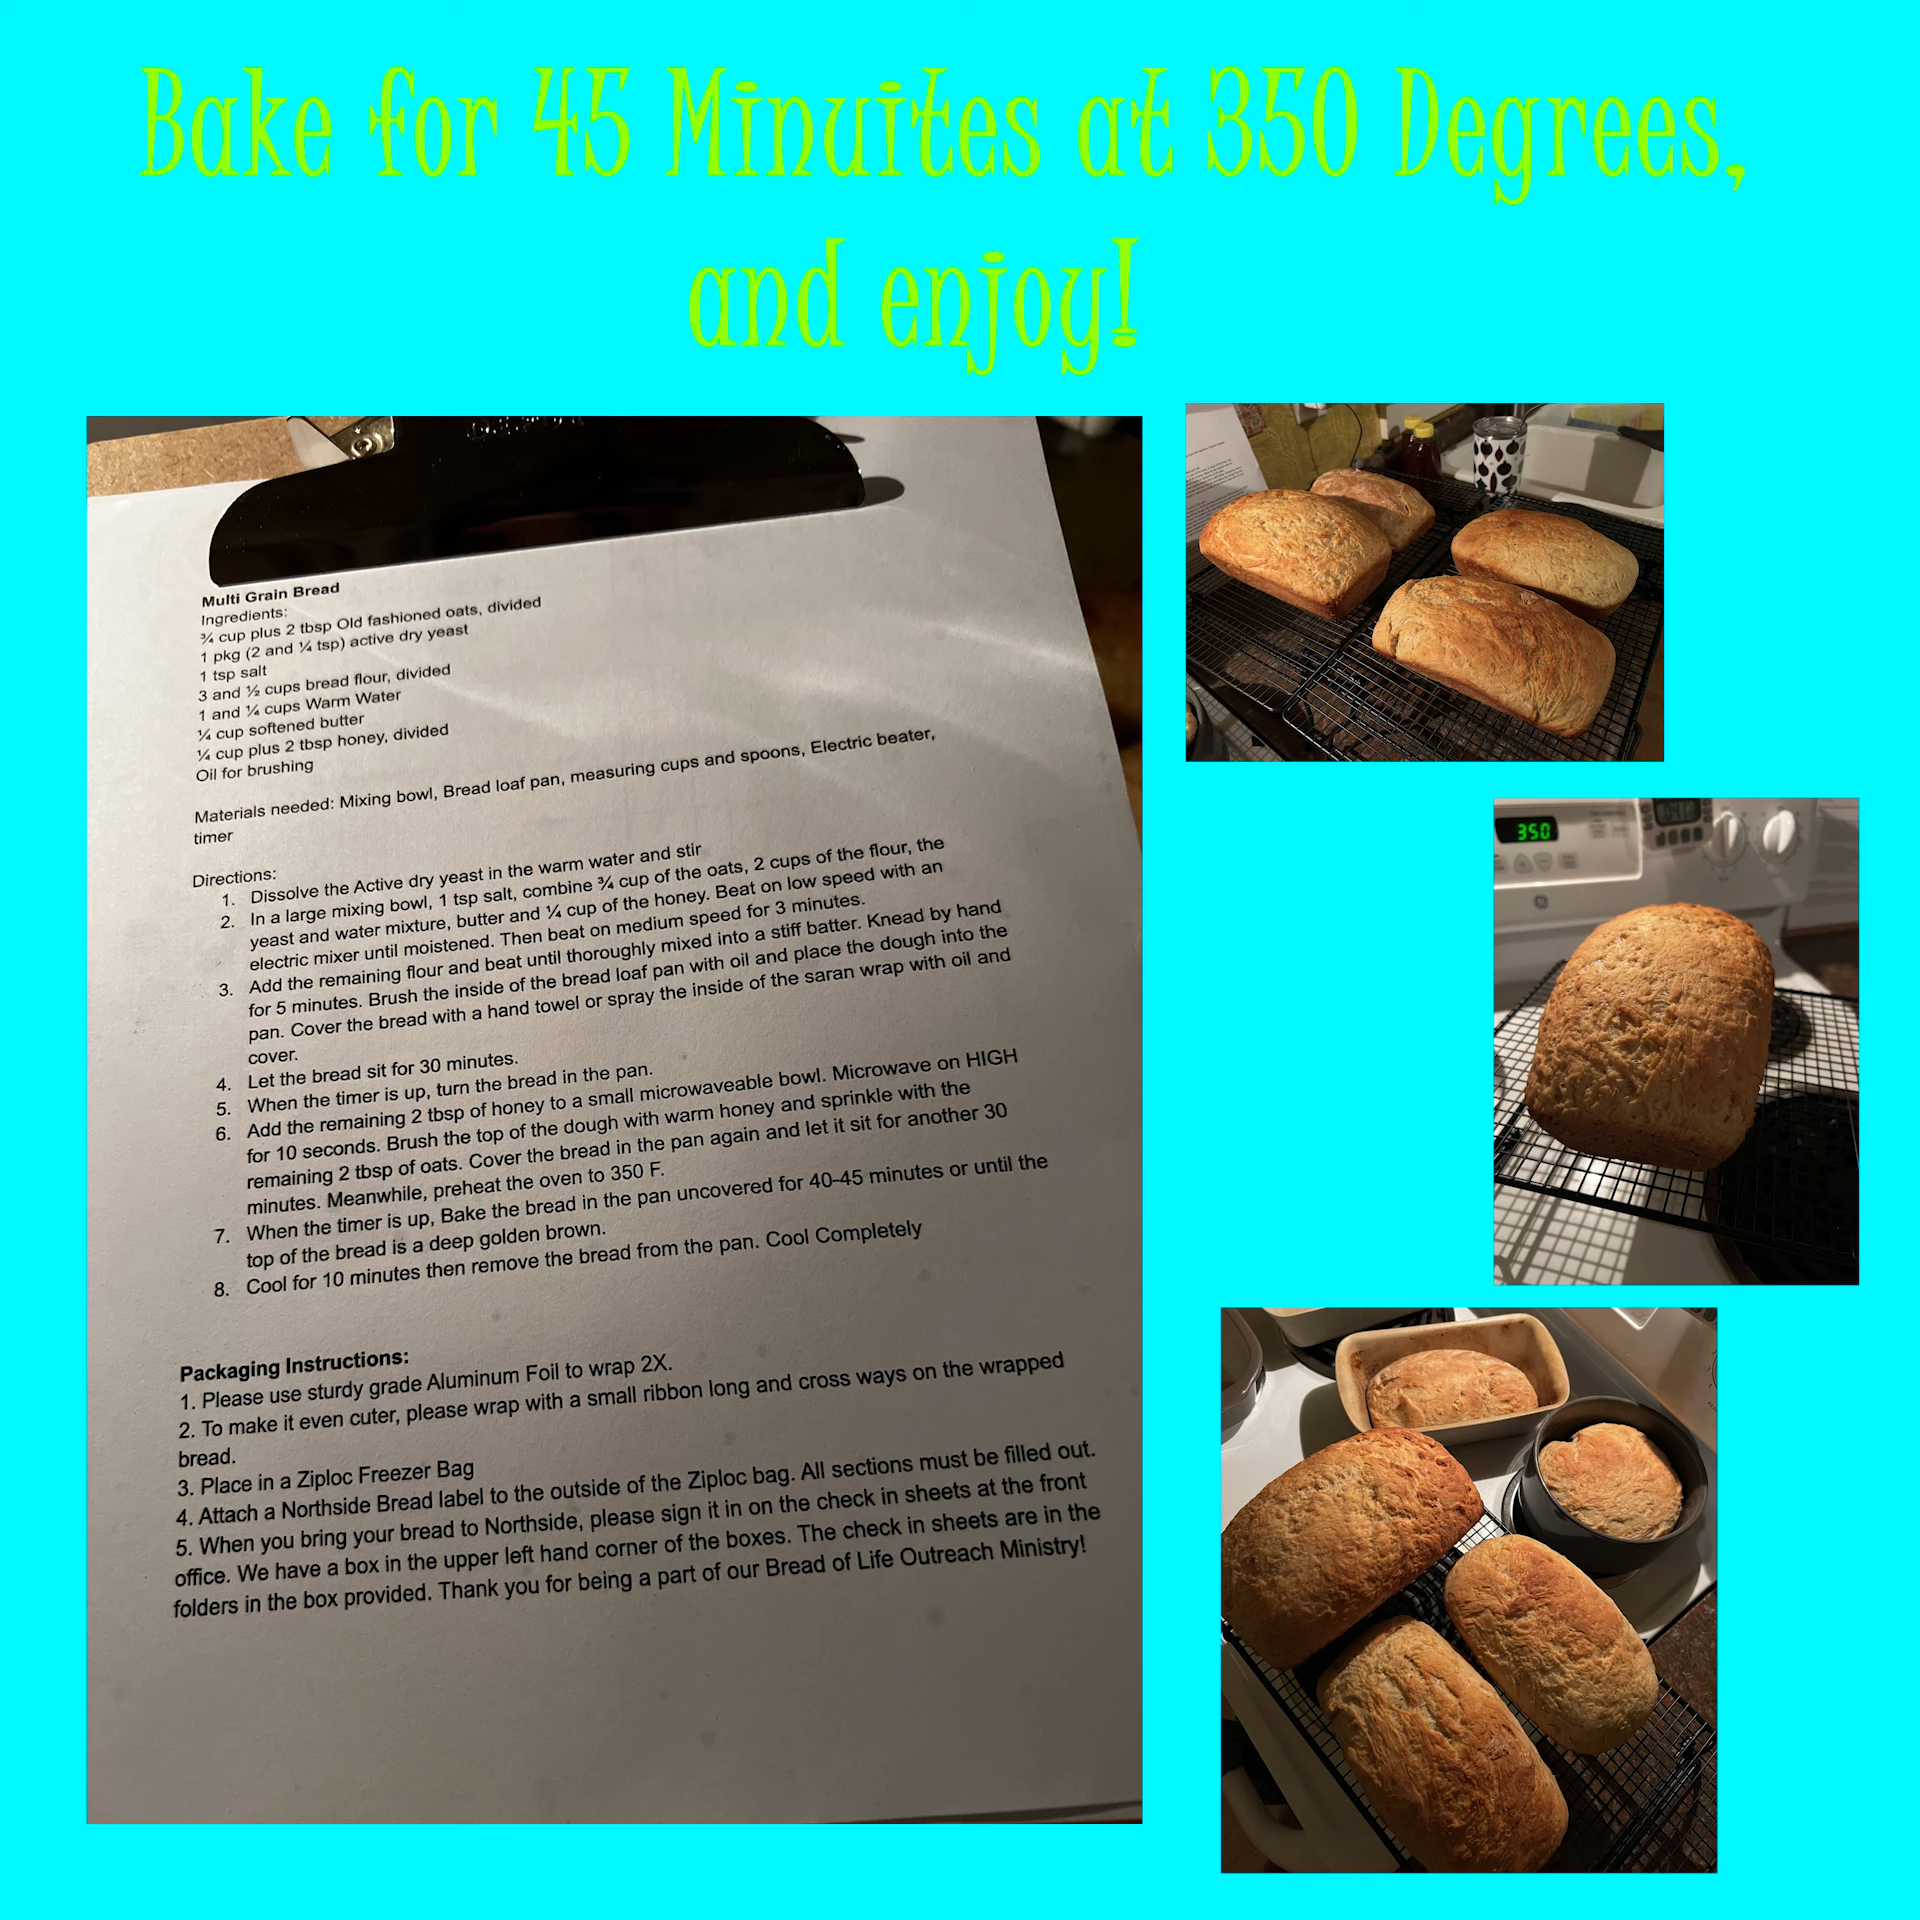 Bake for 45 Minuites at 350 Degrees,
and enjoy!
Multi Grain Bread
Ingredients:
¾ cup plus 2 tbsp Old fashioned oats, divided
1 pkg (2 and ¼ tsp) active dry yeast
1 tsp salt
3 and ½ cups bread flour, divided
1 and ¼ cups Warm Water
¼ cup softened butter
¼ cup plus 2 tbsp honey, divided
Oil for brushing
Materials needed: Mixing bowl, Bread loaf pan, measuring cups and spoons, Electric beater,
timer
Directions:
1. Dissolve the Active dry yeast in the warm water and stir
2. In a large mixing bowl, 1 tsp salt, combine ¾ cup of the oats, 2 cups of the flour, the
yeast and water mixture, butter and ¼ cup of the honey. Beat on low speed with an
electric mixer until moistened. Then beat on medium speed for 3 minutes.
3. Add the remaining flour and beat until thoroughly mixed into a stiff batter. Knead by hand
for 5 minutes. Brush the inside of the bread loaf pan with oil and place the dough into the
pan. Cover the bread with a hand towel or spray the inside of the saran wrap with oil and
cover.
4. Let the bread sit for 30 minutes.
5. When the timer is up, turn the bread in the pan.
6. Add the remaining 2 tbsp of honey to a small microwaveable bowl. Microwave on HIGH
for 10 seconds. Brush the top of the dough with warm honey and sprinkle with the
remaining 2 tbsp of oats. Cover the bread in the pan again and let it sit for another 30
minutes. Meanwhile, preheat the oven to 350 F.
7. When the timer is up, Bake the bread in the pan uncovered for 40-45 minutes or until the
top of the bread is a deep golden brown.
8. Cool for 10 minutes then remove the bread from the pan. Cool Completely
Packaging Instructions:
1. Please use sturdy grade Aluminum Foil to wrap 2X.
2. To make it even cuter, please wrap with a small ribbon long and cross ways on the wrapped
bread.
3. Place in a Ziploc Freezer Bag
4. Attach a Northside Bread label to the outside of the Ziploc bag. All sections must be filled out.
5. When you bring your bread to Northside, please sign it in on the check in sheets at the front
office. We have a box in the upper left hand corner of the boxes. The check in sheets are in the
folders in the box provided. Thank you for being a part of our Bread of Life Outreach Ministry!
350